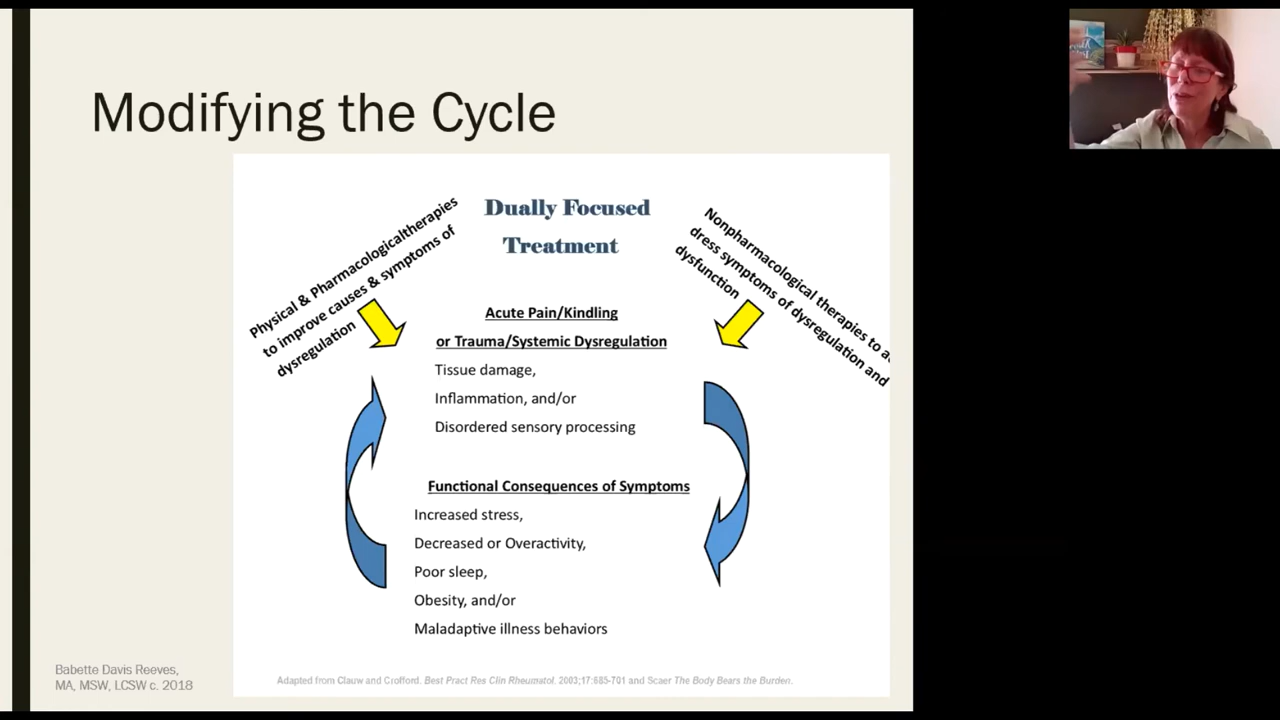 Modifying the Cycle
Dually Focused
Treatment
Physical & Pharmacologicaltherapies
to improve causes & symptoms of
dysregulation
Nonpharmacological therapies to a
dress symptoms of dysregulation and
dysfunction
Acute Pain/Kindling
or Trauma/Systemic Dysregulation
Tissue damage,
Inflammation, and/or
Disordered sensory processing
Functional Consequences of Symptoms
Increased stress,
Decreased or Overactivity,
Poor sleep,
Obesity, and/or
Maladaptive illness behaviors
Babette Davis Reeves,
MA, MSW, LCSW c. 2018
Adapted from Clauw and Crofford. Best Pract Res Clin Rheumatol. 2003;17:685-701 and Scaer The Body Bears the Burden.